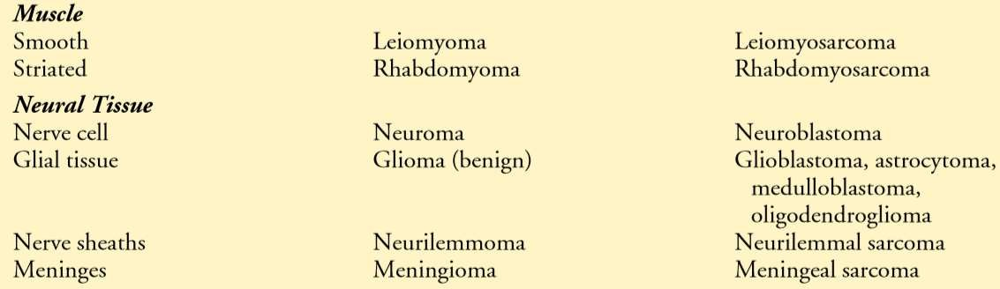 Muscle
Smooth Leiomyoma Leiomyosarcoma
Striated Rhabdomyoma Rhabdomyosarcoma
Neural Tissue
Nerve cell Neuroma Neuroblastoma
Glial tissue Glioma (benign) Glioblastoma, astrocytoma,
medulloblastoma,
oligodendroglioma
Nerve sheaths Neurilemmoma Neurilemmal sarcoma
Meninges Meningioma Meningeal sarcoma